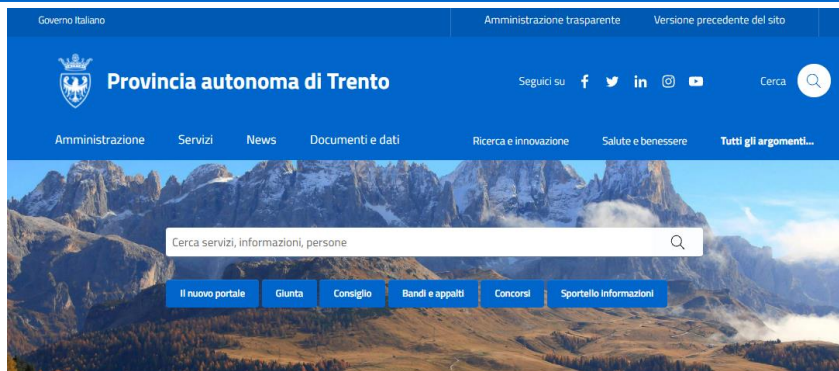 Governo Italiano Amministrazione trasparente Versione precedente del sito
Provincia autonoma di Trento Seguici su Cerca
Amministrazione Servizi News Documenti e dati Ricerca e innovazione Salute e benessere Tutti gli argomenti...
Cerca servizi, informazioni, persone
Il nuovo portale Giunta Consiglio Bandi e appalti Concorsi Sportello Informazioni